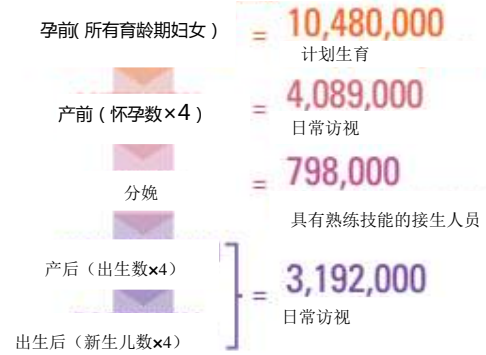 孕前( 所有育龄期妇女 ) = 10,480,000
计划生育
产前 ( 怀孕数×4 ) = 4,089,000
日常访视
分娩 = 798,000
具有熟练技能的接生人员
产后（出生数×4）
= 3,192,000
日常访视
出生后（新生儿数×4）